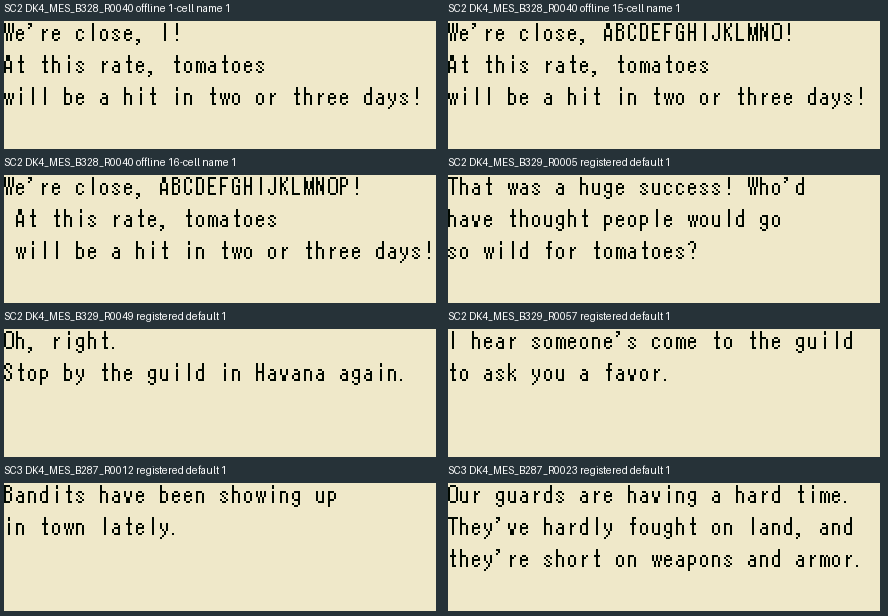 SC2 DK4_MES_B328_R0040 offline 1-cell name 1
We're close, I!
At this rate, tomatoes
will be a hit in two or three days!
SC2 DK4_MES_B328_R0040 offline 15-cell name 1
We're close, ABCDEFGHIJKLMNO!
At this rate, tomatoes
will be a hit in two or three days!
SC2 DK4_MES_B328_R0040 offline 16-cell name 1
We're close, ABCDEFGHIJKLMNOP!
At this rate, tomatoes
will be a hit in two or three days!
SC2 DK4_MES_B329_R0005 registered default 1
That was a huge success! Who'd
have thought people would go
so wild for tomatoes?
SC2 DK4_MES_B329_R0049 registered default 1
Oh, right.
Stop by the guild in Havana again.
SC2 DK4_MES_B329_R0057 registered default 1
I hear someone's come to the guild
to ask you a favor.
SC3 DK4_MES_B287_R0012 registered default 1
Bandits have been showing up
in town lately.
SC3 DK4_MES_B287_R0023 registered default 1
Our guards are having a hard time.
They've hardly fought on land, and
they're short on weapons and armor.